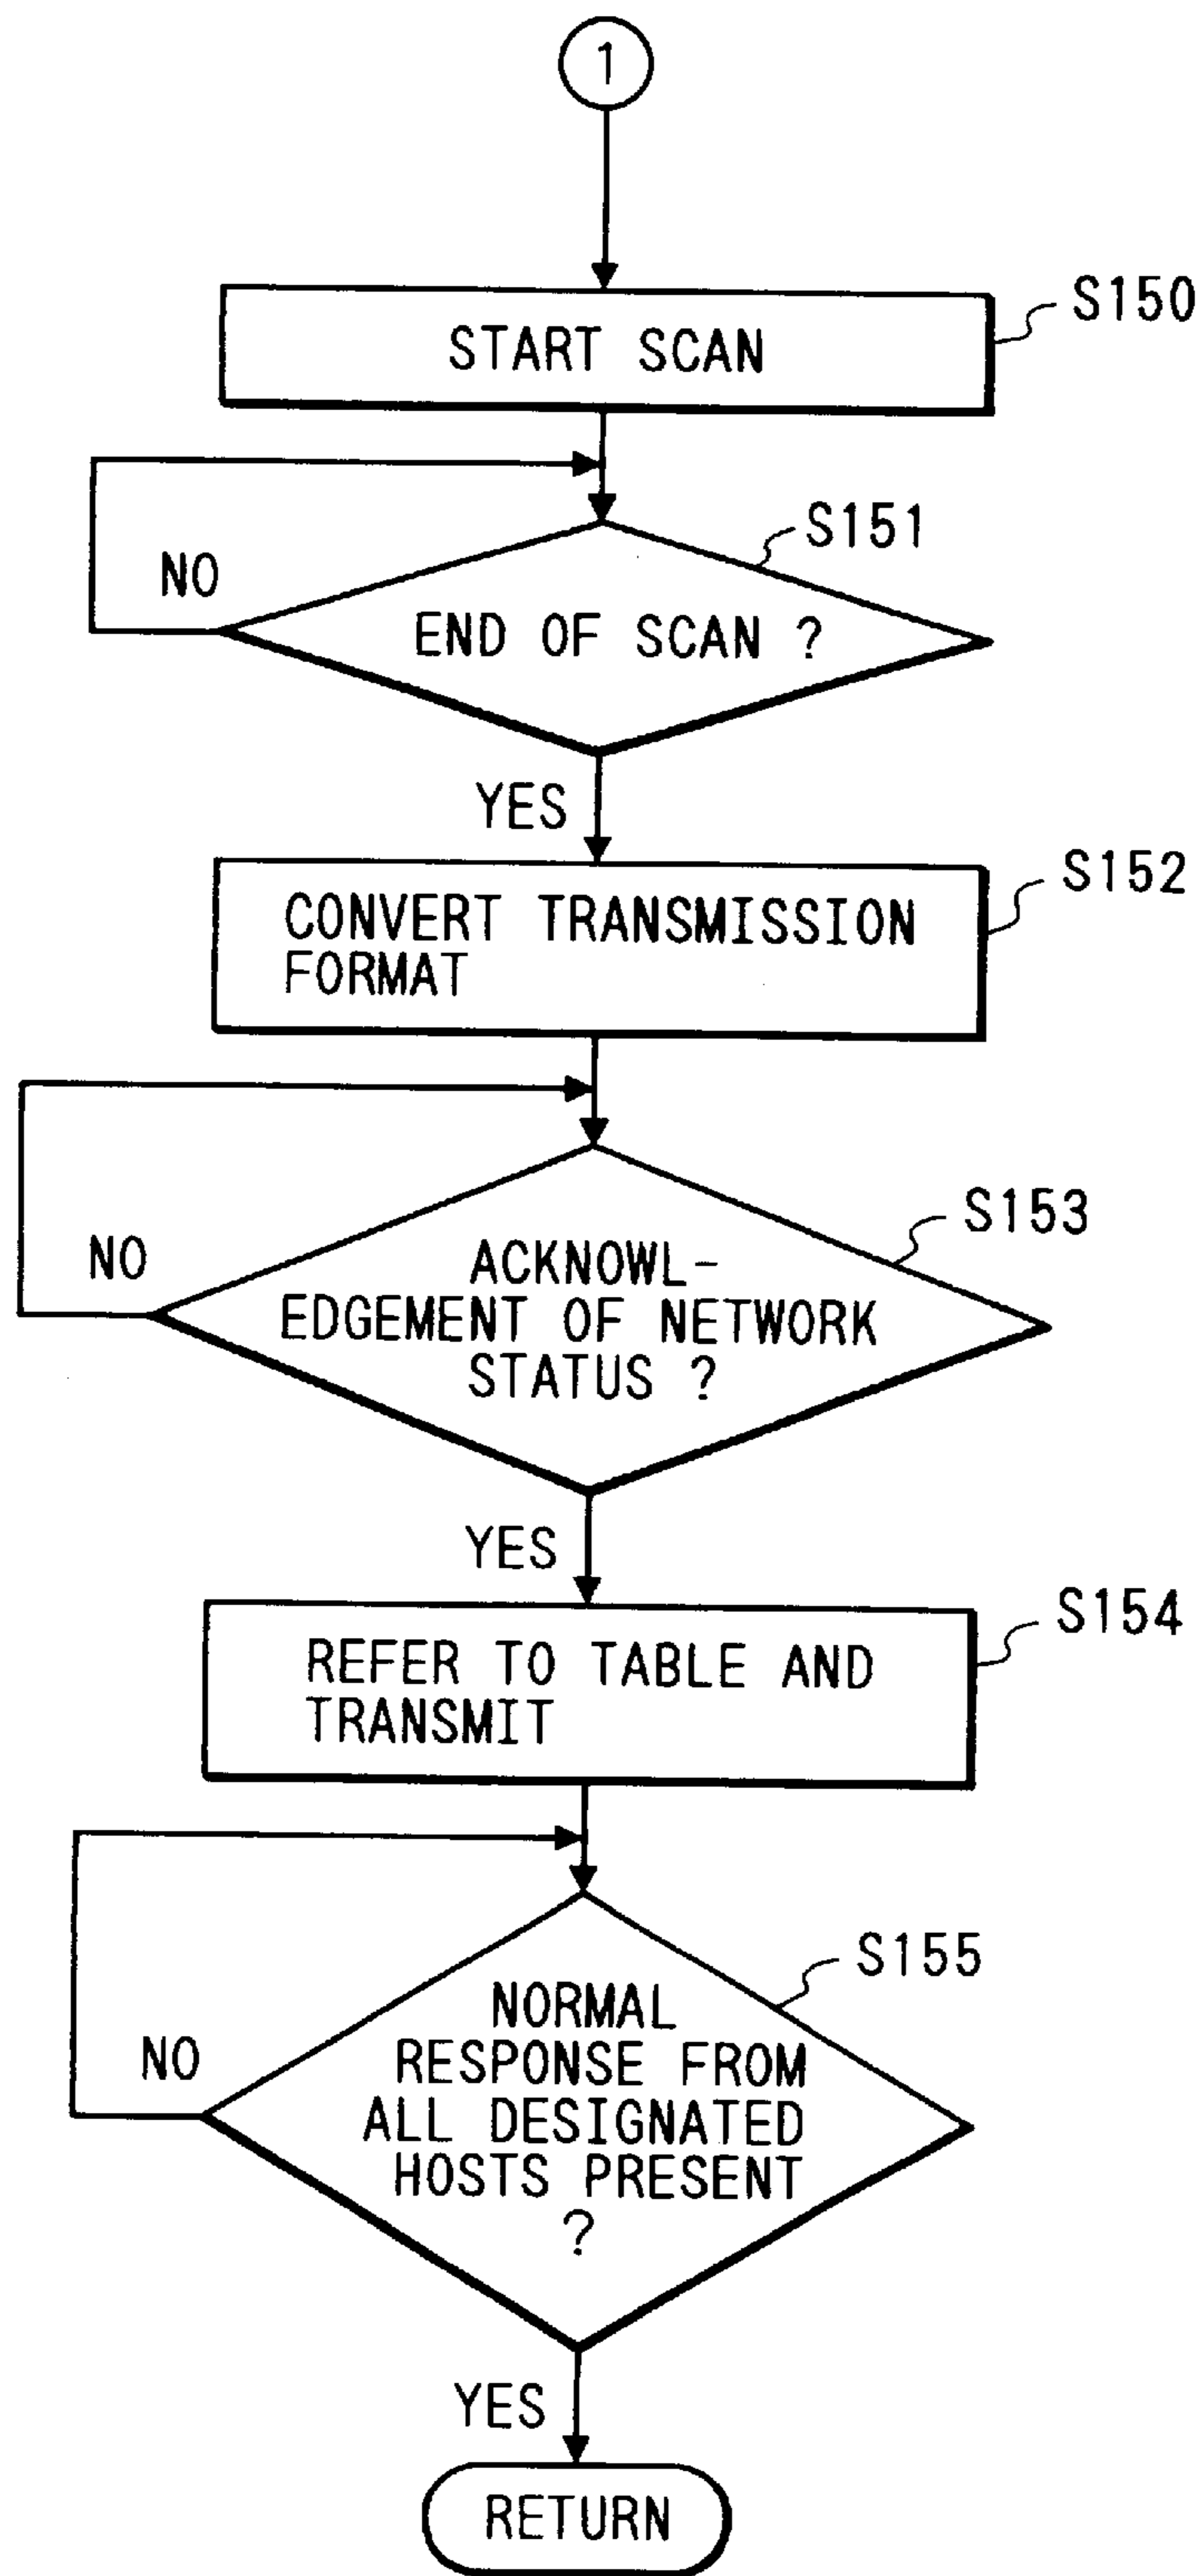 1
START SCAN
S150
S151
NO
END OF SCAN ?
YES
S152
CONVERT TRANSMISSION
FORMAT
S153
NO
ACKNOWL-
EDGEMENT OF NETWORK
STATUS ?
YES
S154
REFER TO TABLE AND
TRANSMIT
S155
NO
NORMAL
RESPONSE FROM
ALL DESIGNATED
HOSTS PRESENT
?
YES
RETURN